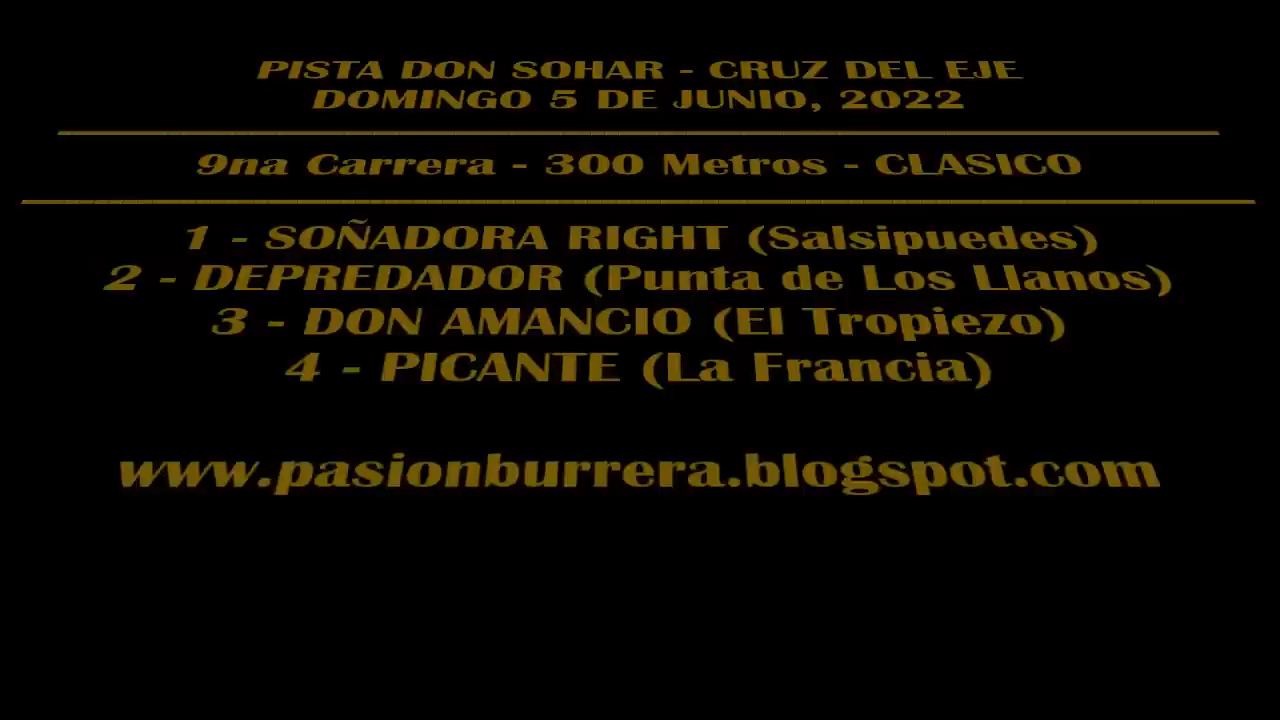 PISTA DON SOHAR - CRUZ DEL EJE
DOMINGO 5 DE JUNIO, 2022
9na Carrera - 300 Metros - CLASICO
1 - SOÑADORA RIGHT (Salsipuedes)
2 - DEPREDADOR (Punta de Los Llanos)
3 - DON AMANCIO (El Tropiezo)
4 - PICANTE (La Francia)
www.pasionburrera.blogspot.com